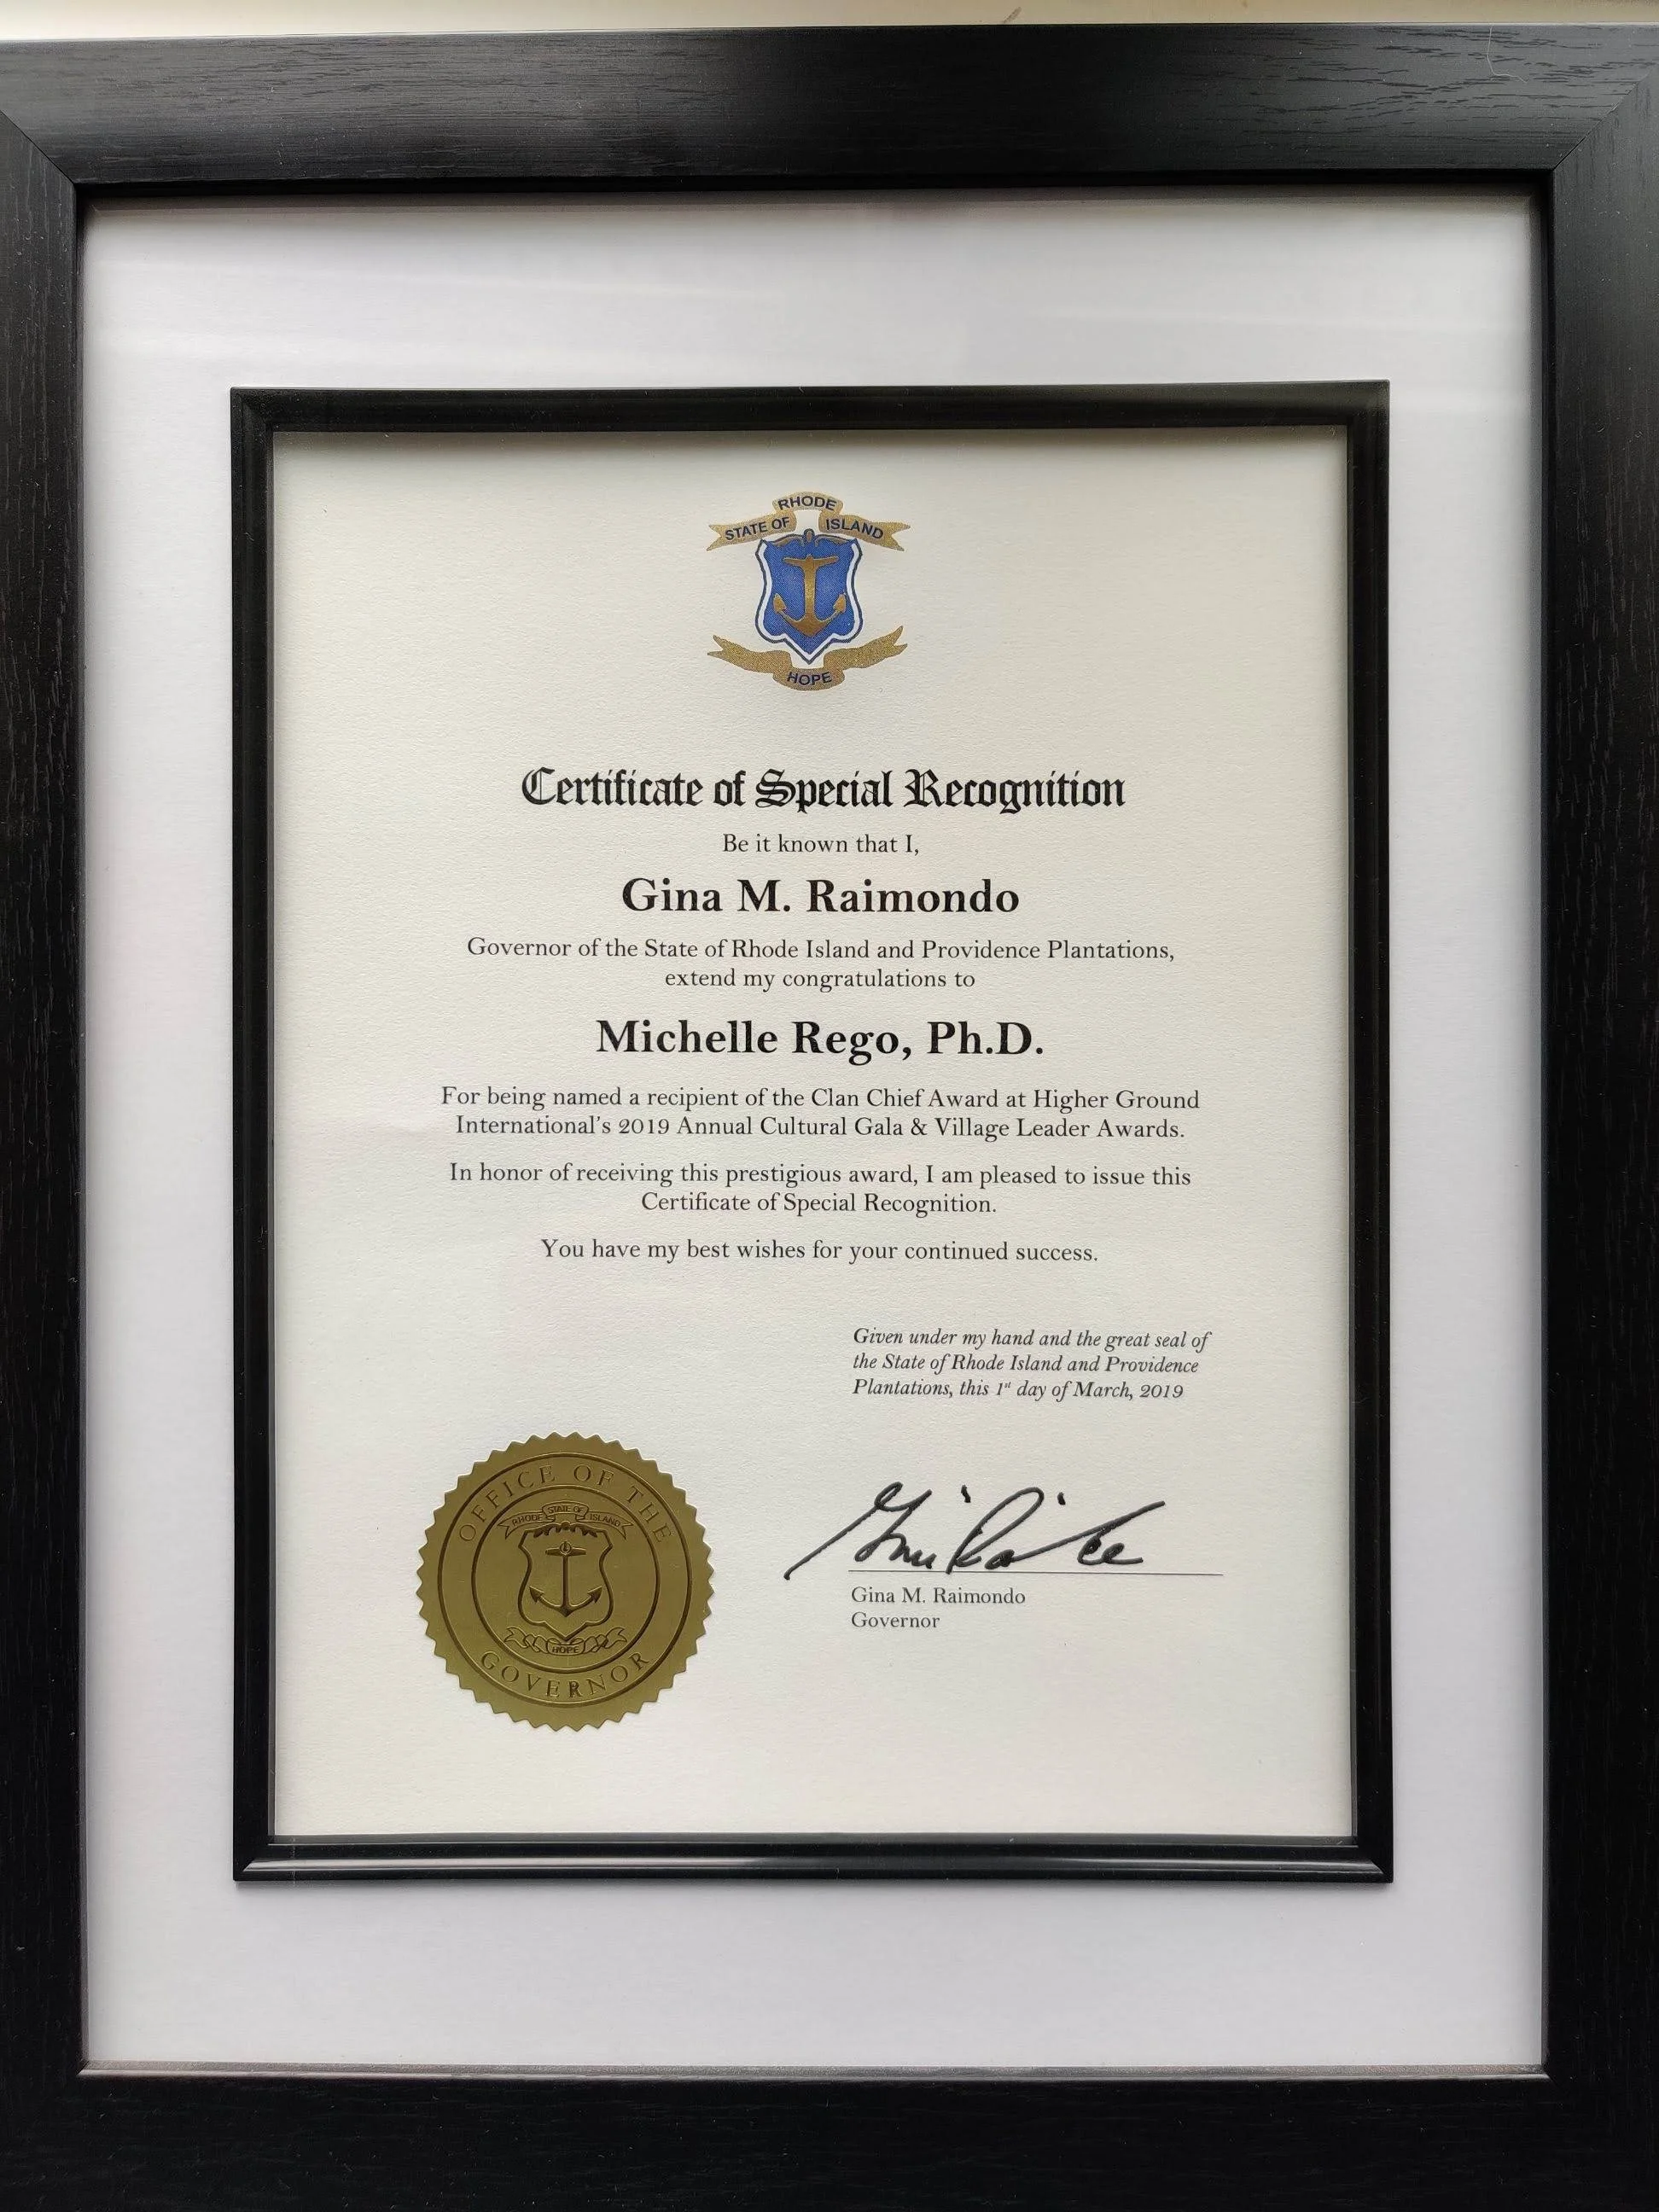 RHODE
STATE OF ISLAND
HOPE
Certificate of Special Recognition
Be it known that I,
Gina M. Raimondo
Governor of the State of Rhode Island and Providence Plantations,
extend my congratulations to
Michelle Rego, Ph.D.
For being named a recipient of the Clan Chief Award at Higher Ground
International's 2019 Annual Cultural Gala & Village Leader Awards.
In honor of receiving this prestigious award, I am pleased to issue this
Certificate of Special Recognition.
You have my best wishes for your continued success.
Given under my hand and the great seal of
the State of Rhode Island and Providence
Plantations, this 1st day of March, 2019
OFFICE OF THE
STATE OF
RHODE ISLAND
HOPE
GOVERNOR
Gina M. Raimondo
Governor